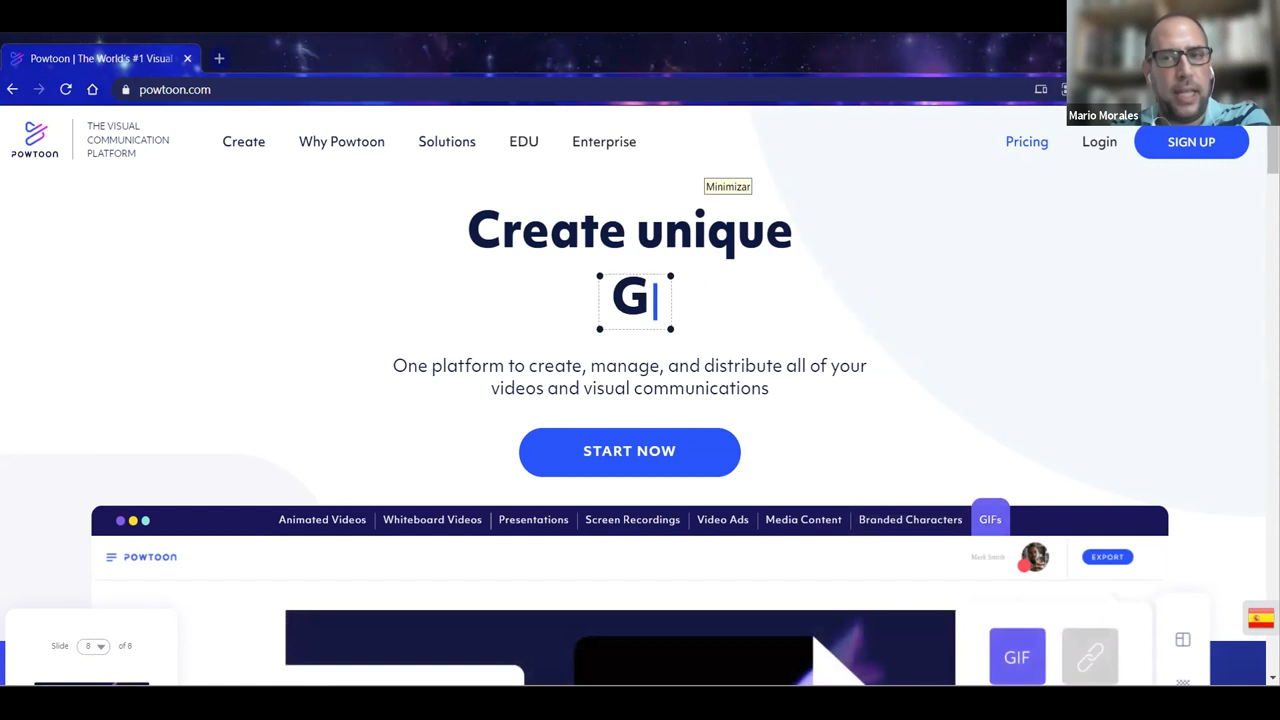 Powtoon | The World's #1 Visual
powtoon.com
Mario Morales
POWTOON
THE VISUAL
COMMUNICATION
PLATFORM
Create
Why Powtoon
Solutions
EDU
Enterprise
Pricing
Login
SIGN UP
Minimizar
Create unique
G
One platform to create, manage, and distribute all of your
videos and visual communications
START NOW
Animated Videos
Whiteboard Videos
Presentations
Screen Recordings
Video Ads
Media Content
Branded Characters
GIFs
POWTOON
Mark Smith
EXPORT
Slide 8 of 8
GIF